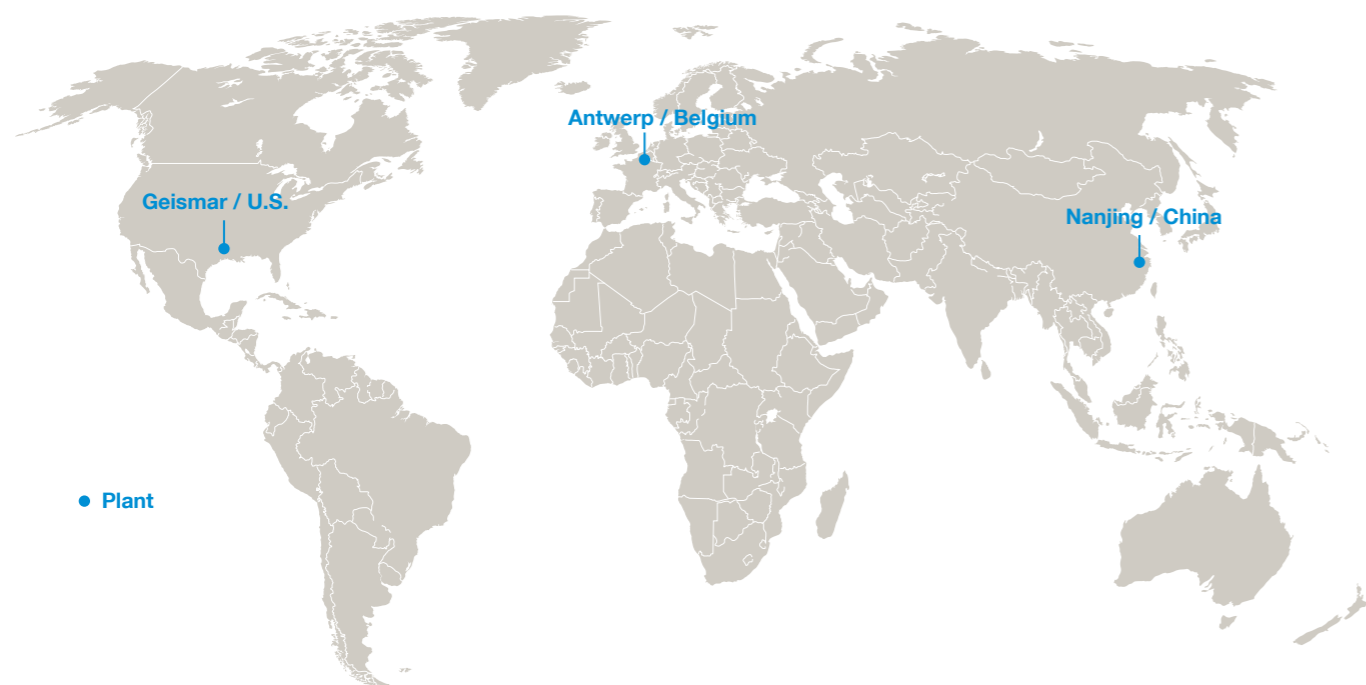 Antwerp / Belgium
Geismar / U.S.
Nanjing / China
Plant